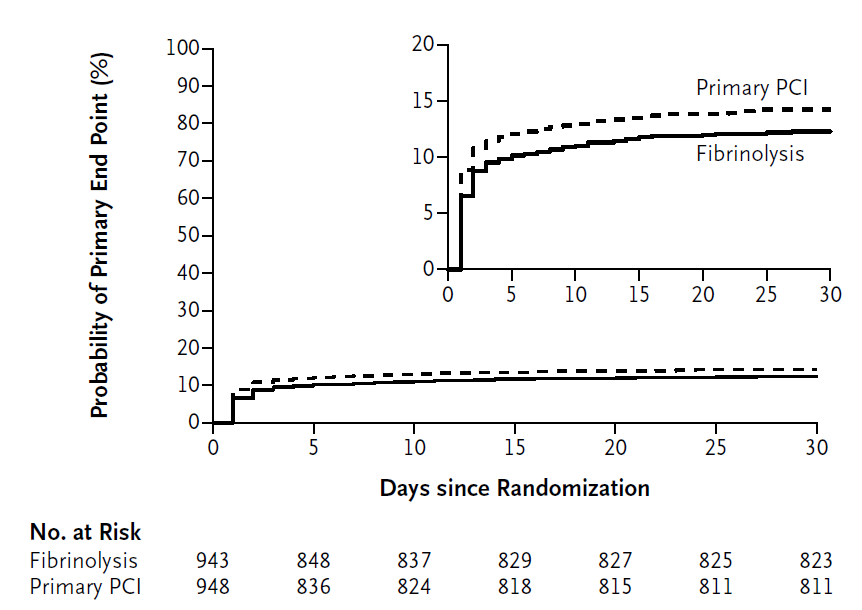 Probability of Primary End Point (%)
100
90
80
70
60
50
40
30
20
10
0
0 5 10 15 20 25 30
20
15
10
5
0
0 5 10 15 20 25 30
Primary PCI
Fibrinolysis
Days since Randomization
No. at Risk
Fibrinolysis 943 848 837 829 827 825 823
Primary PCI 948 836 824 818 815 811 811